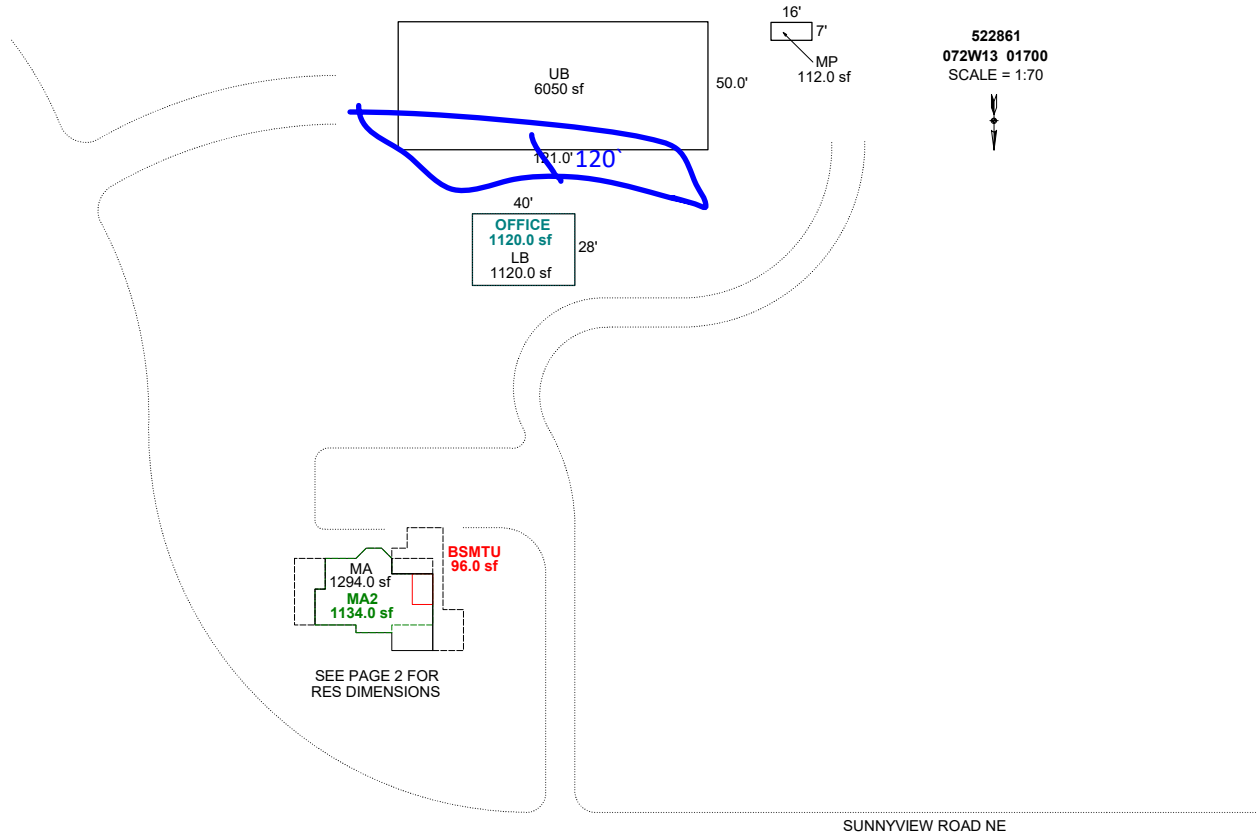 16'
7'
MP
112.0 sf
522861
072W13 01700
SCALE = 1:70
UB
6050 sf
50.0'
121.0'
120`
40'
OFFICE
1120.0 sf
LB
1120.0 sf
28'
BSMTU
96.0 sf
MA
1294.0 sf
MA2
1134.0 sf
SEE PAGE 2 FOR
RES DIMENSIONS
SUNNYVIEW ROAD NE